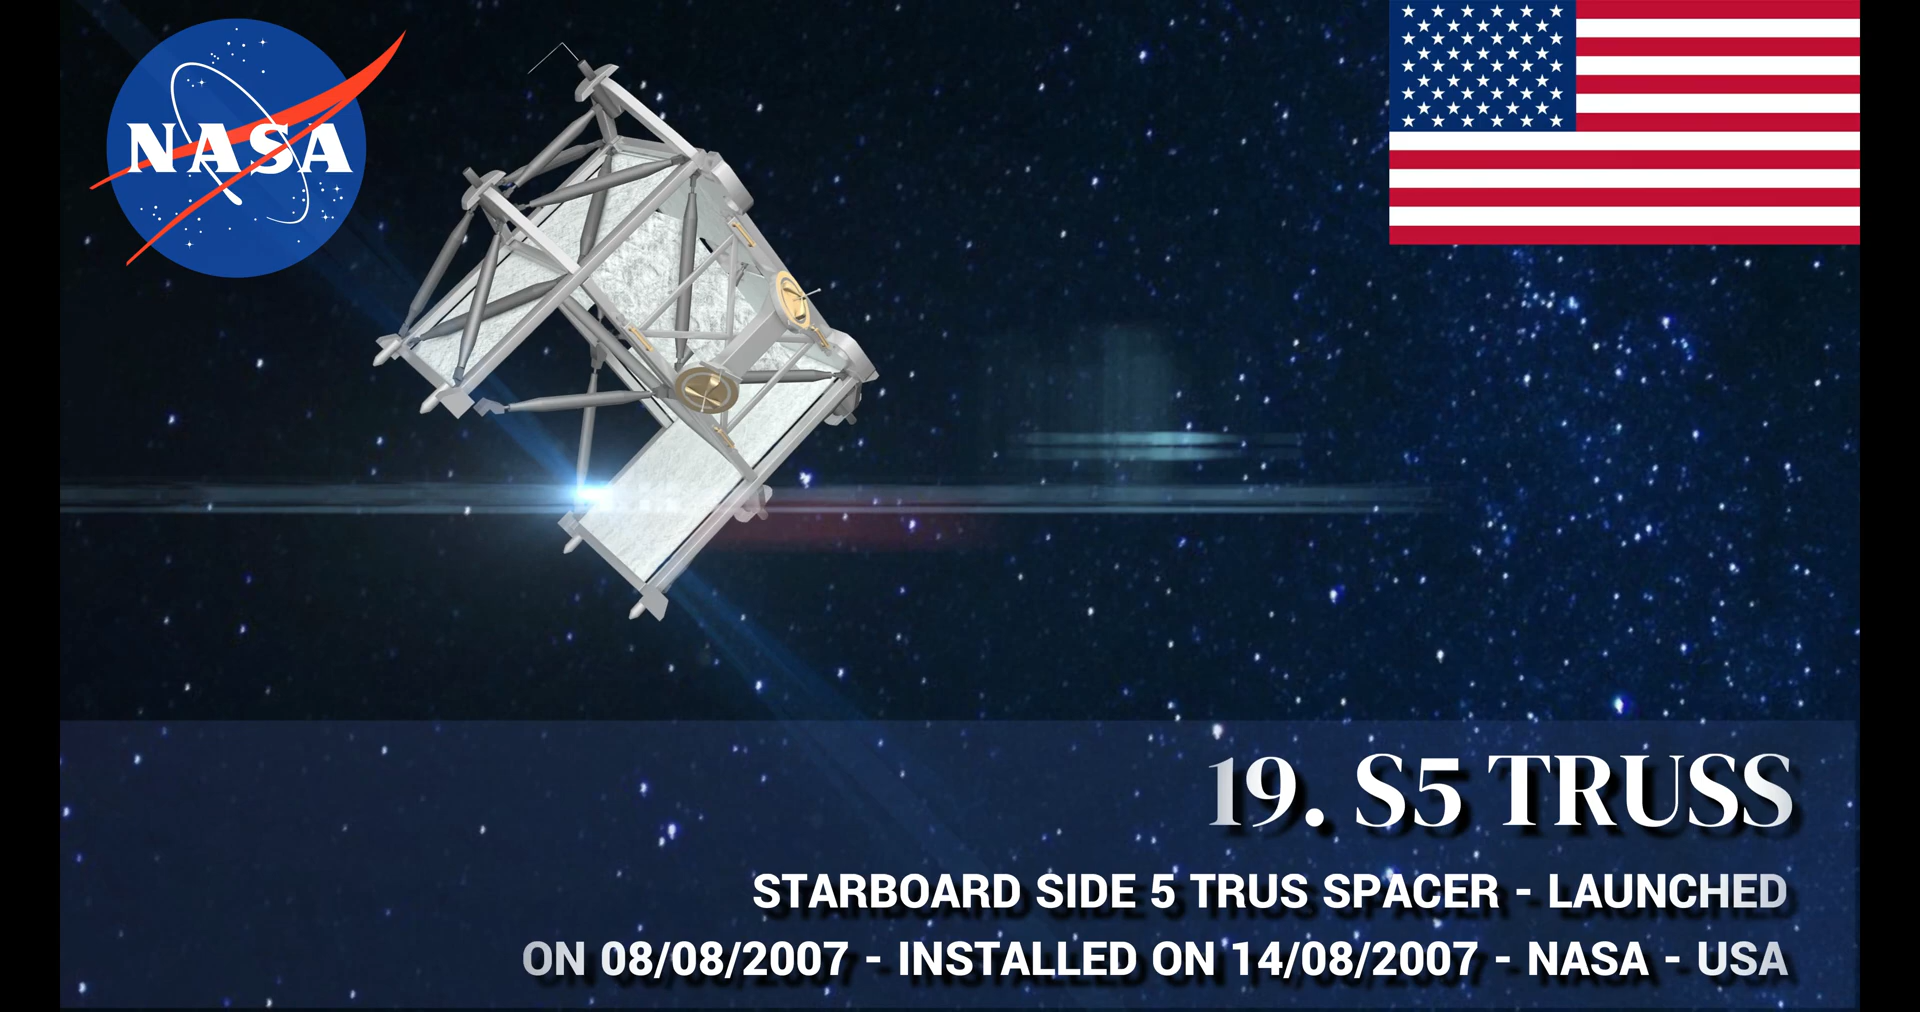 NASA
19. S5 TRUSS
STARBOARD SIDE 5 TRUS SPACER - LAUNCHED
ON 08/08/2007 - INSTALLED ON 14/08/2007 - NASA - USA